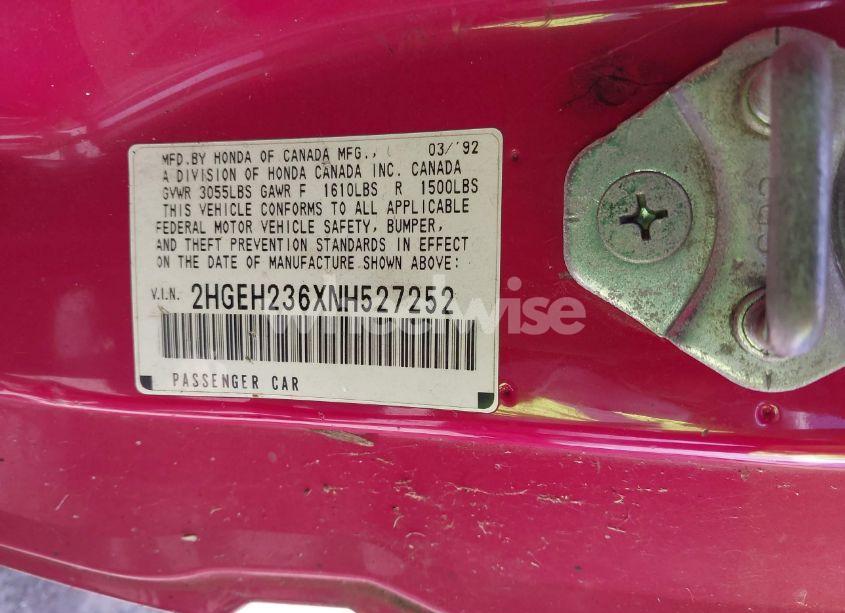 MFD.BY HONDA OF CANADA MFG., 03/'92
A DIVISION OF HONDA CANADA INC. CANADA
GVWR 3055LBS GAWR F 1610LBS R 1500LBS
THIS VEHICLE CONFORMS TO ALL APPLICABLE
FEDERAL MOTOR VEHICLE SAFETY, BUMPER,
AND THEFT PREVENTION STANDARDS IN EFFECT
ON THE DATE OF MANUFACTURE SHOWN ABOVE:
V.I.N. 2HGEH236XNH527252
wheelwise
PASSENGER CAR